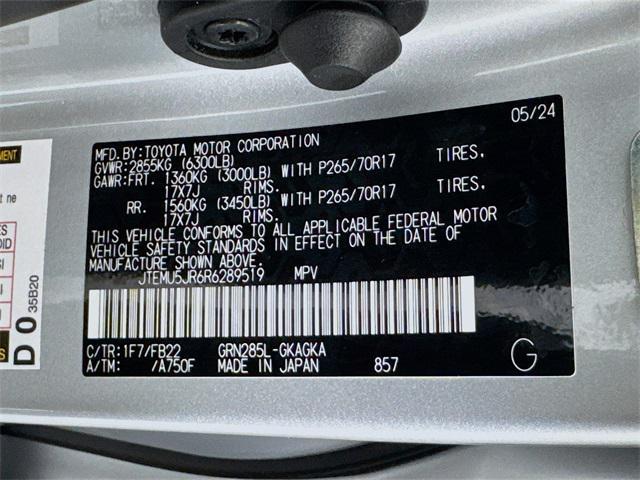 05/24
MFD.BY:TOYOTA MOTOR CORPORATION
GVWR:2855KG (6300LB)
GAWR:FRT. 1360KG (3000LB) WITH P265/70R17 TIRES,
17X7J RIMS.
RR. 1560KG (3450LB) WITH P265/70R17 TIRES,
17X7J RIMS.
THIS VEHICLE CONFORMS TO ALL APPLICABLE FEDERAL MOTOR
VEHICLE SAFETY STANDARDS IN EFFECT ON THE DATE OF
MANUFACTURE SHOWN ABOVE.
JTEMU5JR6R6289519 MPV
C/TR:1F7/FB22 GRN285L-GKAGKA
A/TM: /A750F MADE IN JAPAN 857
G
D0
35B20